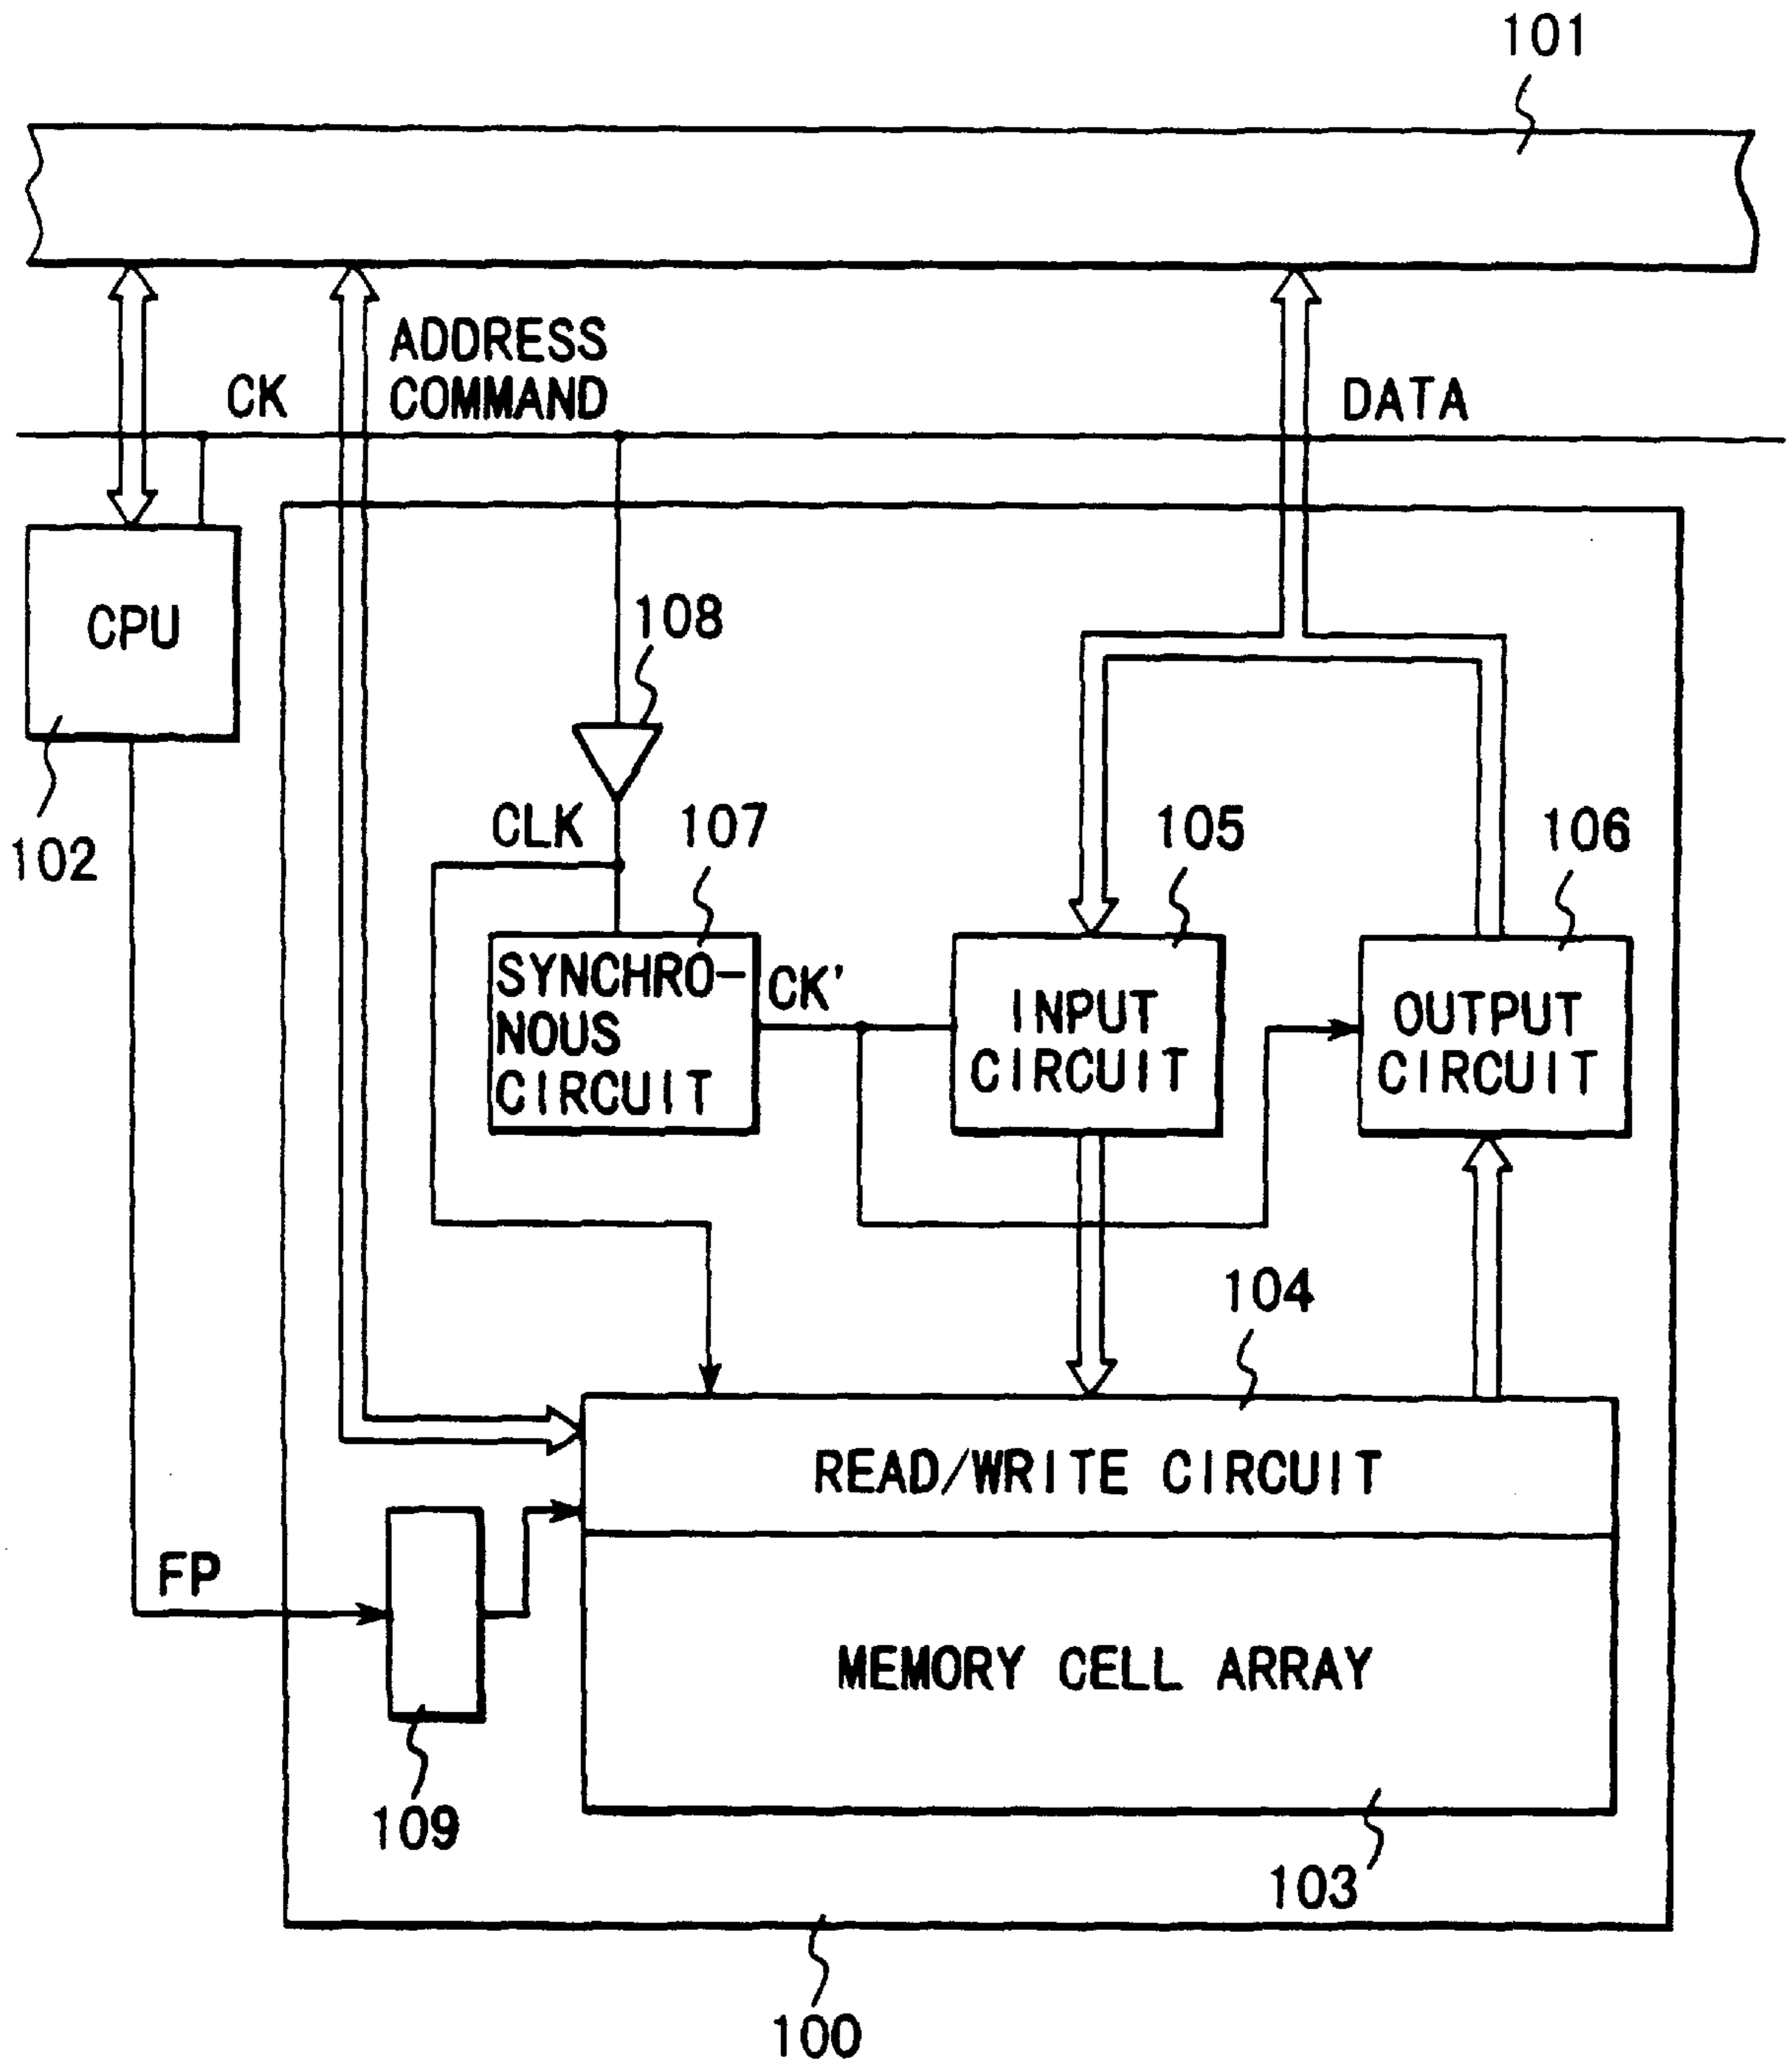 101
ADDRESS
CK
COMMAND
DATA
CPU
108
102
CLK
107
105
106
SYNCHRO-
NOUS
CIRCUIT
CK'
INPUT
CIRCUIT
OUTPUT
CIRCUIT
104
READ/WRITE CIRCUIT
FP
MEMORY CELL ARRAY
109
103
100